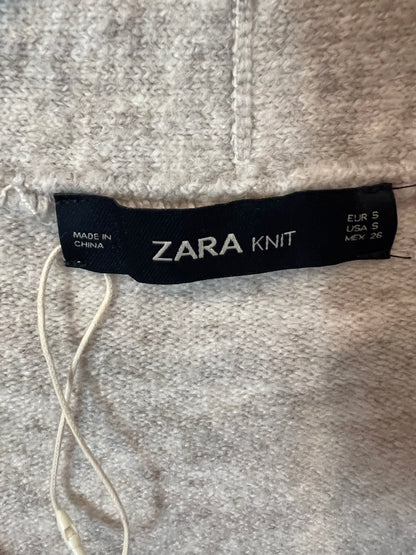 MADE IN
CHINA
ZARA KNIT
EUR S
USA S
MEX 26